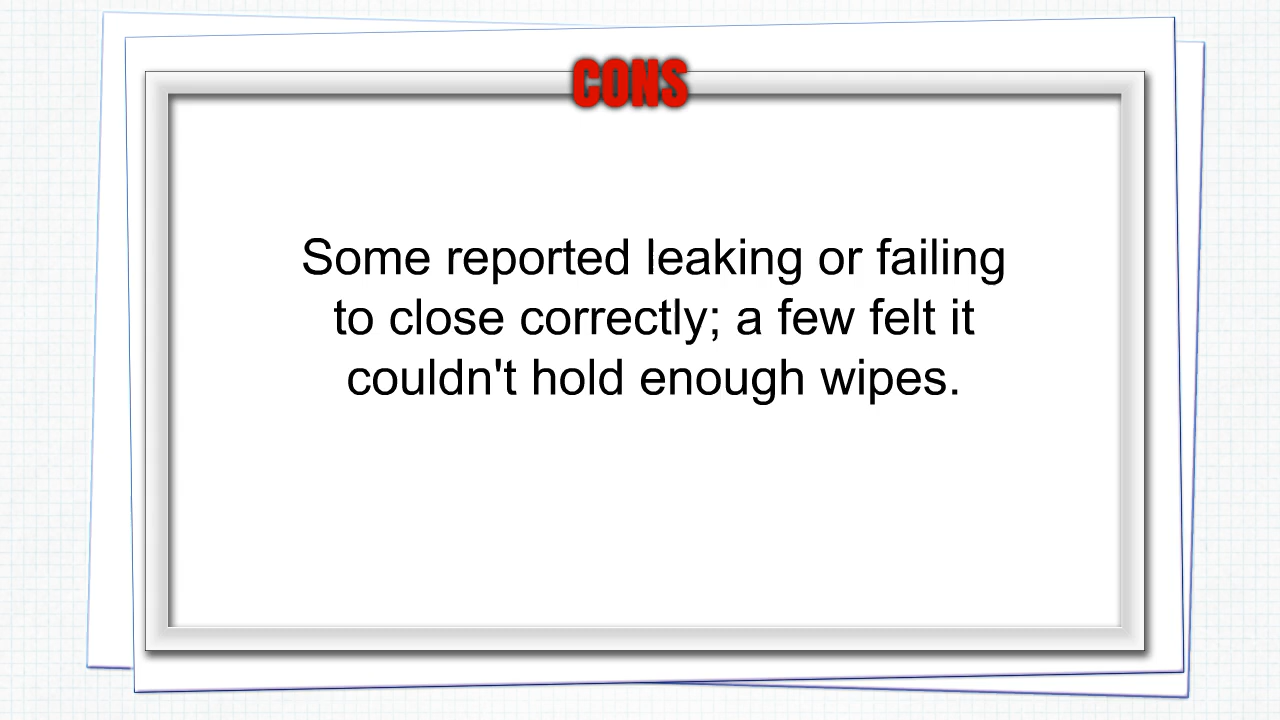 CONS
Some reported leaking or failing
to close correctly; a few felt it
couldn't hold enough wipes.